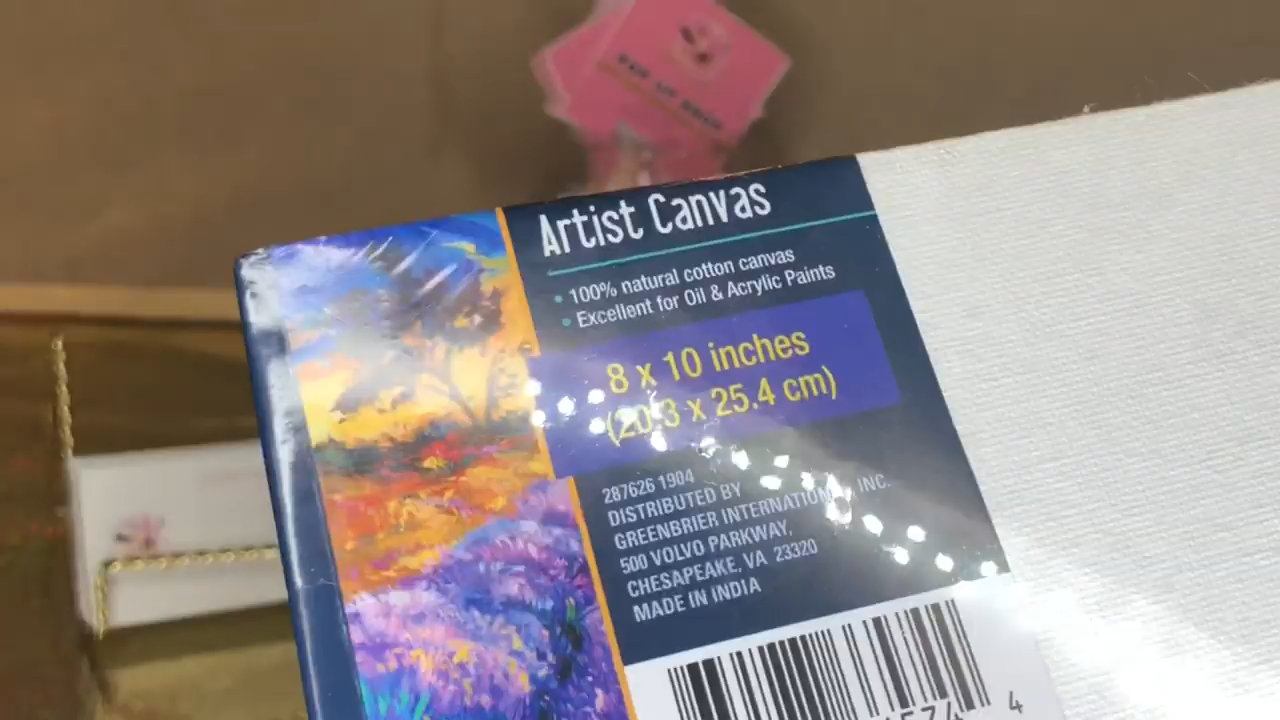 Artist Canvas
• 100% natural cotton canvas
• Excellent for Oil & Acrylic Paints
8 x 10 inches
(20.3 x 25.4 cm)
287626 1904
DISTRIBUTED BY
GREENBRIER INTERNATIONAL, INC.
500 VOLVO PARKWAY,
CHESAPEAKE, VA 23320
MADE IN INDIA
4